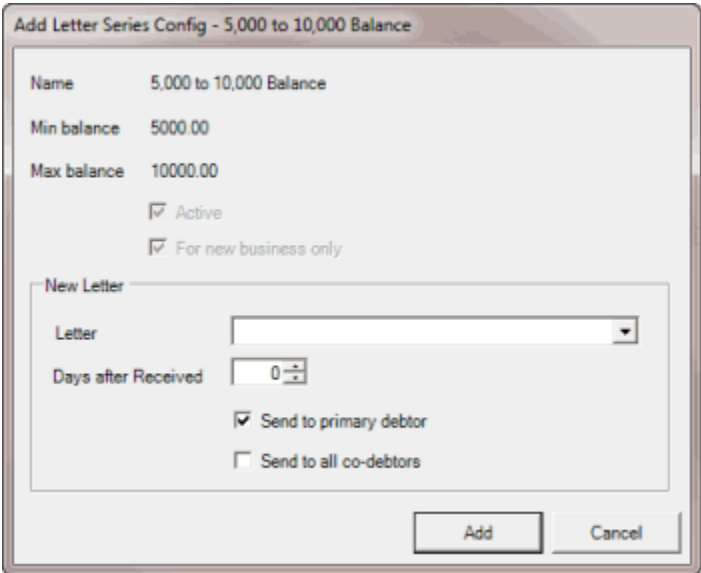 Add Letter Series Config - 5,000 to 10,000 Balance
Name 5,000 to 10,000 Balance
Min balance 5000.00
Max balance 10000.00
Active
For new business only
New Letter
Letter
Days after Received 0
Send to primary debtor
Send to all co-debtors
Add Cancel